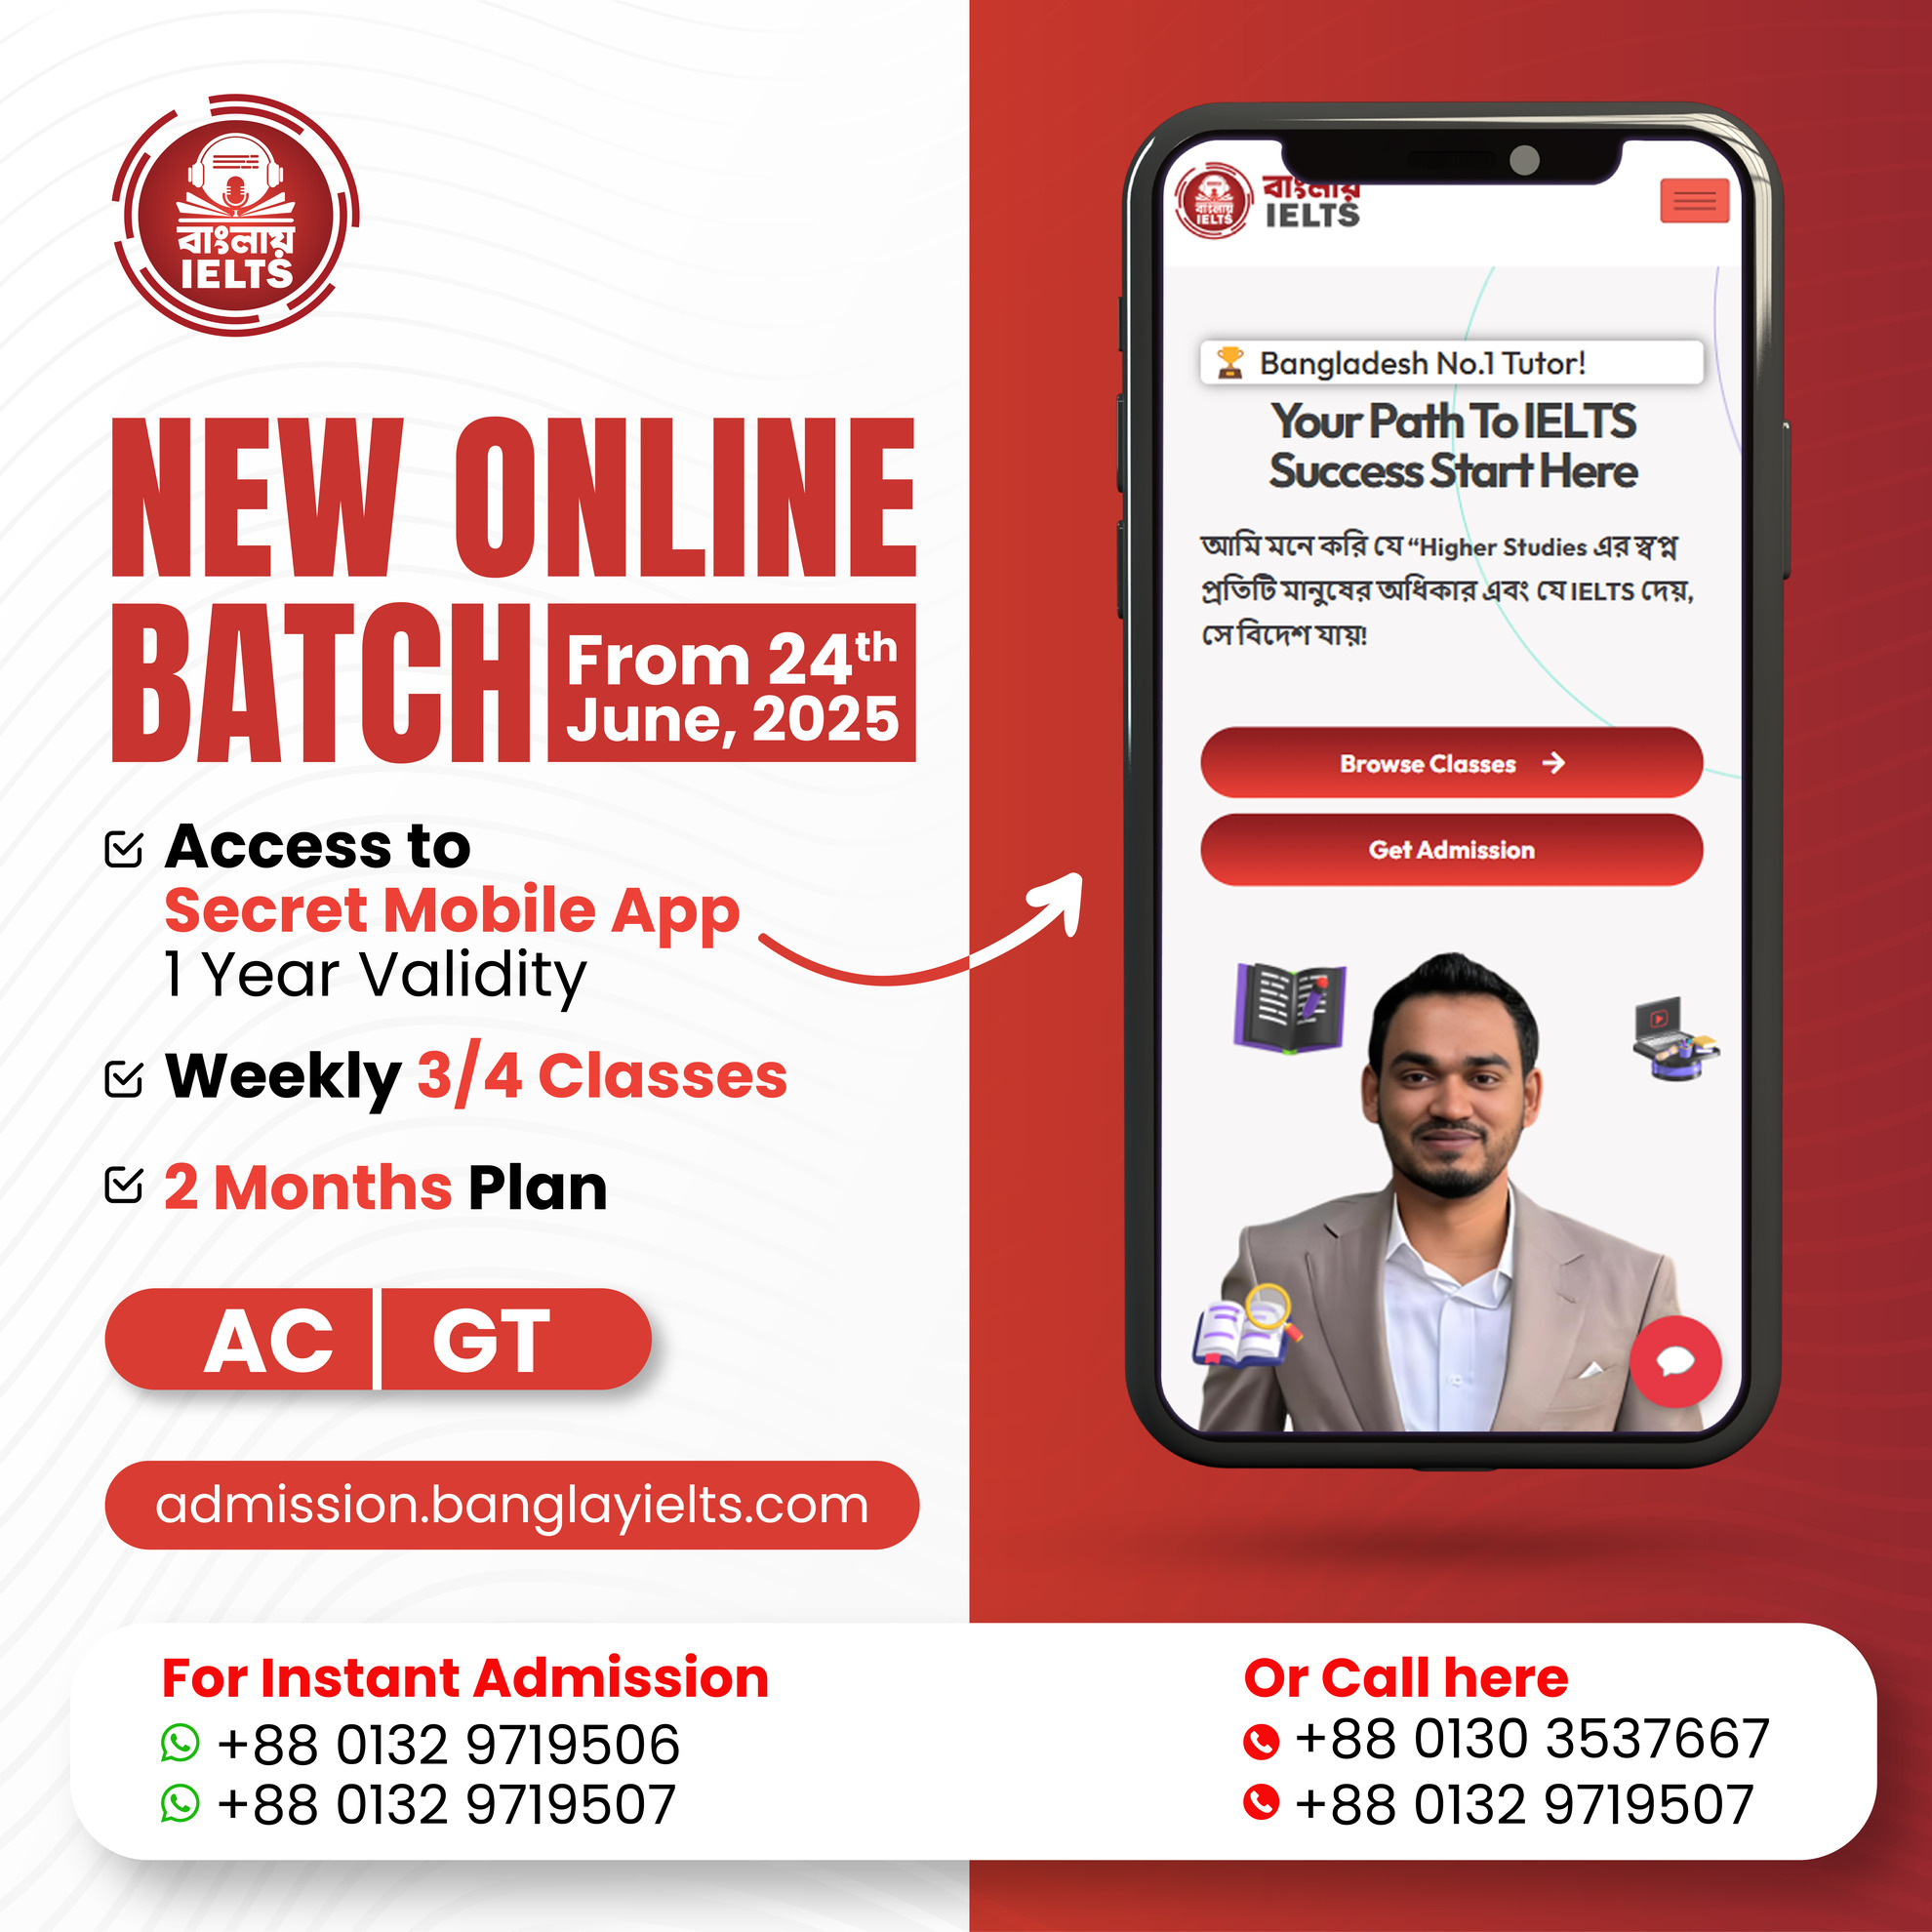 বাংলায়
IELTS
NEW ONLINE
BATCH
From 24th
June, 2025
Access to
Secret Mobile App
1 Year Validity
Weekly 3/4 Classes
2 Months Plan
AC | GT
admission.banglayielts.com
বাংলায়
IELTS
বাংলায়
IELTS
Bangladesh No.1 Tutor!
Your Path To IELTS
Success Start Here
আমি মনে করি যে “Higher Studies এর স্বপ্ন
প্রতিটি মানুষের অধিকার এবং যে IELTS দেয়,
সে বিদেশ যায়!
Browse Classes
Get Admission
For Instant Admission
+88 0132 9719506
+88 0132 9719507
Or Call here
+88 0130 3537667
+88 0132 9719507